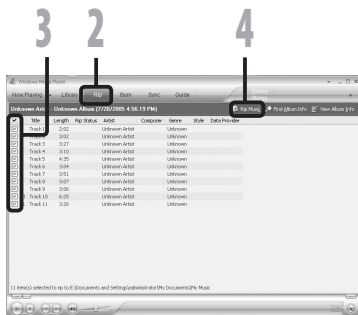 3 2 4
Windows Media Player
Now Playing Library Rip Burn Sync Guide
Unknown Artist Unknown Album (7/20/2005 4:56:19 PM) Rip Music Find Album Info View Album Info
Title Length Rip Status Artist Composer Genre Style Data Provider
Track 1 2:02 Unknown Artist Unknown
Track 2 3:02 Unknown Artist Unknown
Track 3 3:27 Unknown Artist Unknown
Track 4 3:10 Unknown Artist Unknown
Track 5 4:35 Unknown Artist Unknown
Track 6 3:04 Unknown Artist Unknown
Track 7 3:51 Unknown Artist Unknown
Track 8 3:07 Unknown Artist Unknown
Track 9 3:06 Unknown Artist Unknown
Track 10 6:25 Unknown Artist Unknown
Track 11 3:26 Unknown Artist Unknown
11 item(s) selected to rip to E:\Documents and Settings\administrator\My Documents\My Music